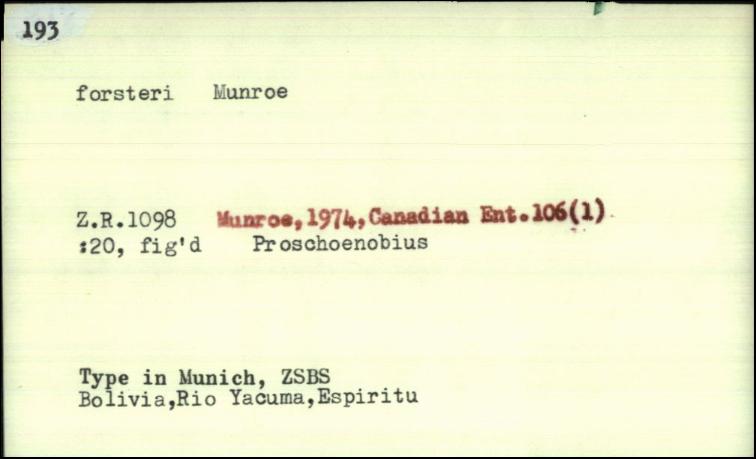 193
forsteri Munroe
Z.R.1098 Munroe,1974,Canadian Ent.106(1)
:20, fig'd Proschoenobius
Type in Munich, ZSBS
Bolivia,Rio Yacuma,Espiritu